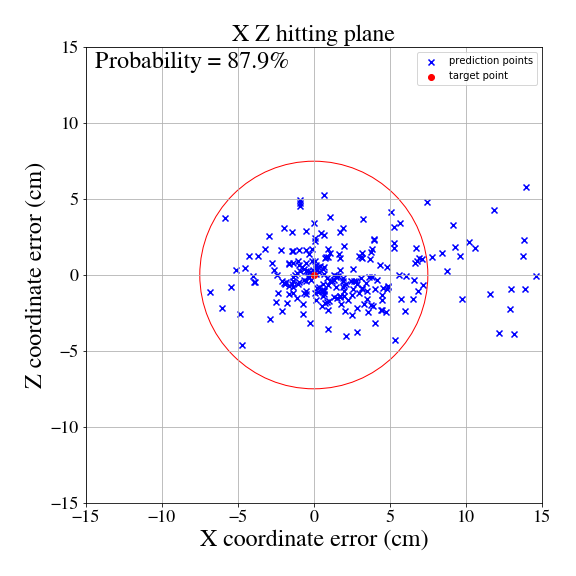 X Z hitting plane
Probability = 87.9%
prediction points
target point
15
10
5
0
−5
−10
−15
Z coordinate error (cm)
−15 −10 −5 0 5 10 15
X coordinate error (cm)